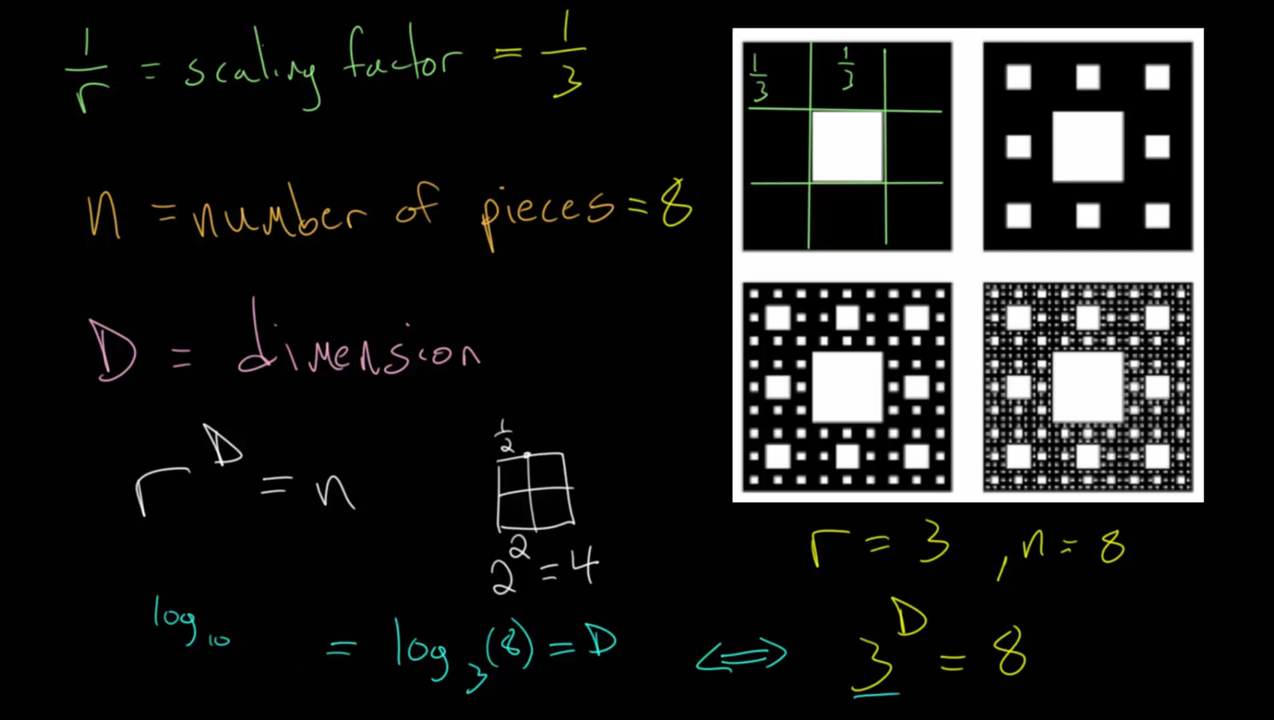 1/r = scaling factor = 1/3
n = number of pieces = 8
D = dimension
r^D = n
1/2
2^2 = 4
log_10 = log_3(8) = D ⟺ 3^D = 8
1/3 1/3
r = 3, n = 8